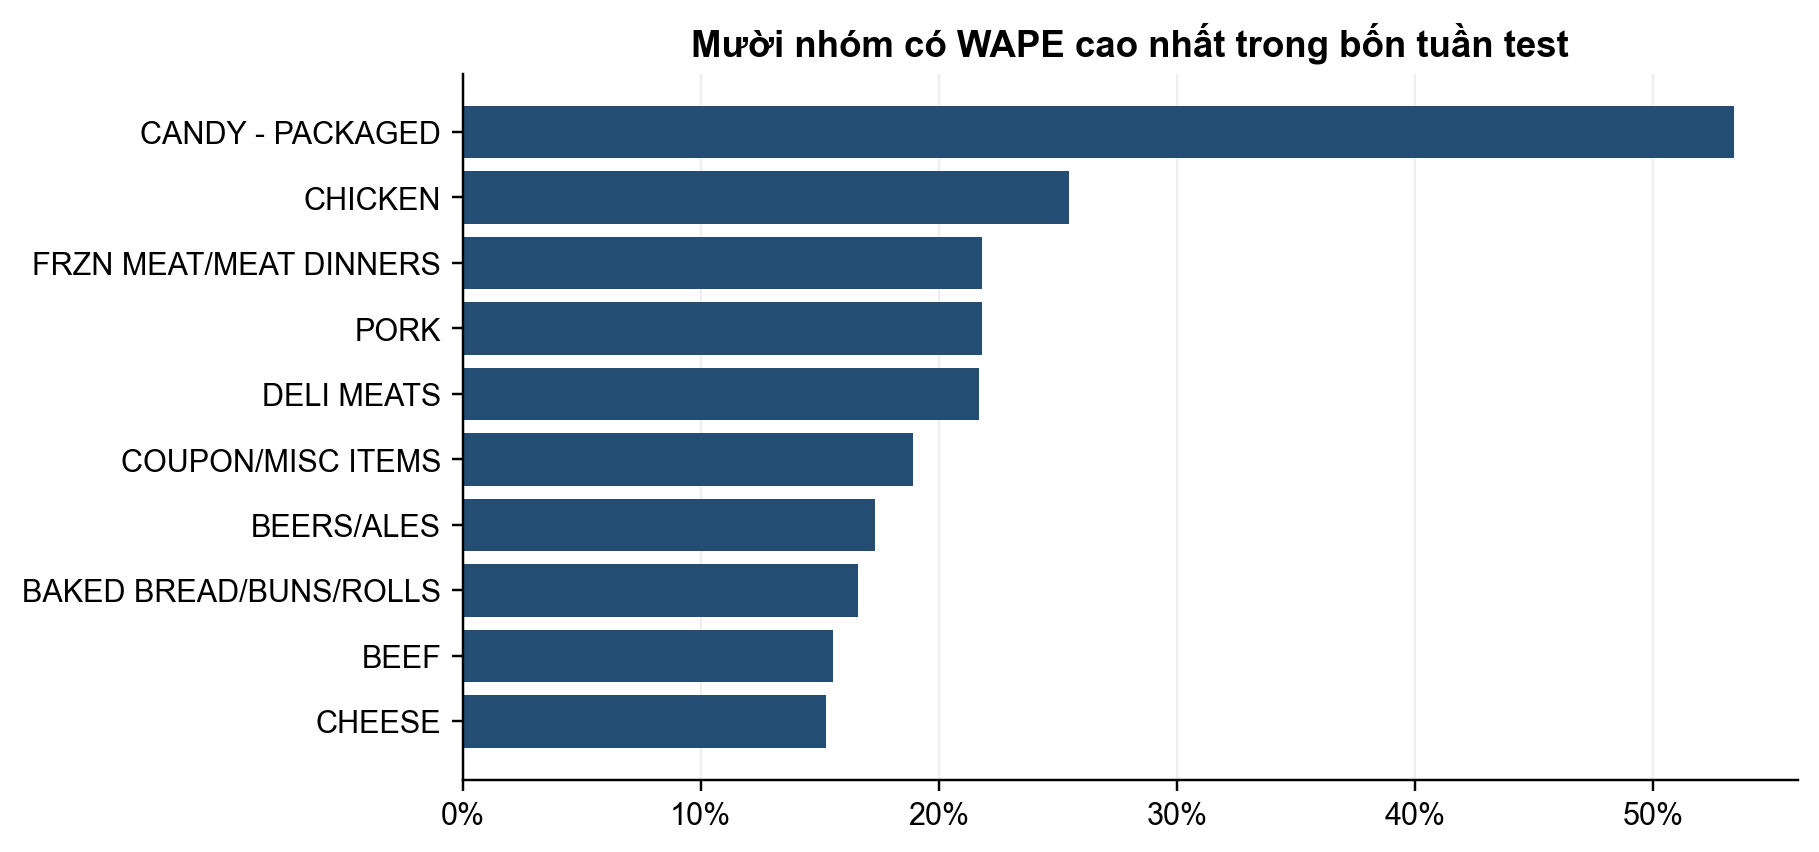 Mười nhóm có WAPE cao nhất trong bốn tuần test
CANDY - PACKAGED
CHICKEN
FRZN MEAT/MEAT DINNERS
PORK
DELI MEATS
COUPON/MISC ITEMS
BEERS/ALES
BAKED BREAD/BUNS/ROLLS
BEEF
CHEESE
0% 10% 20% 30% 40% 50%